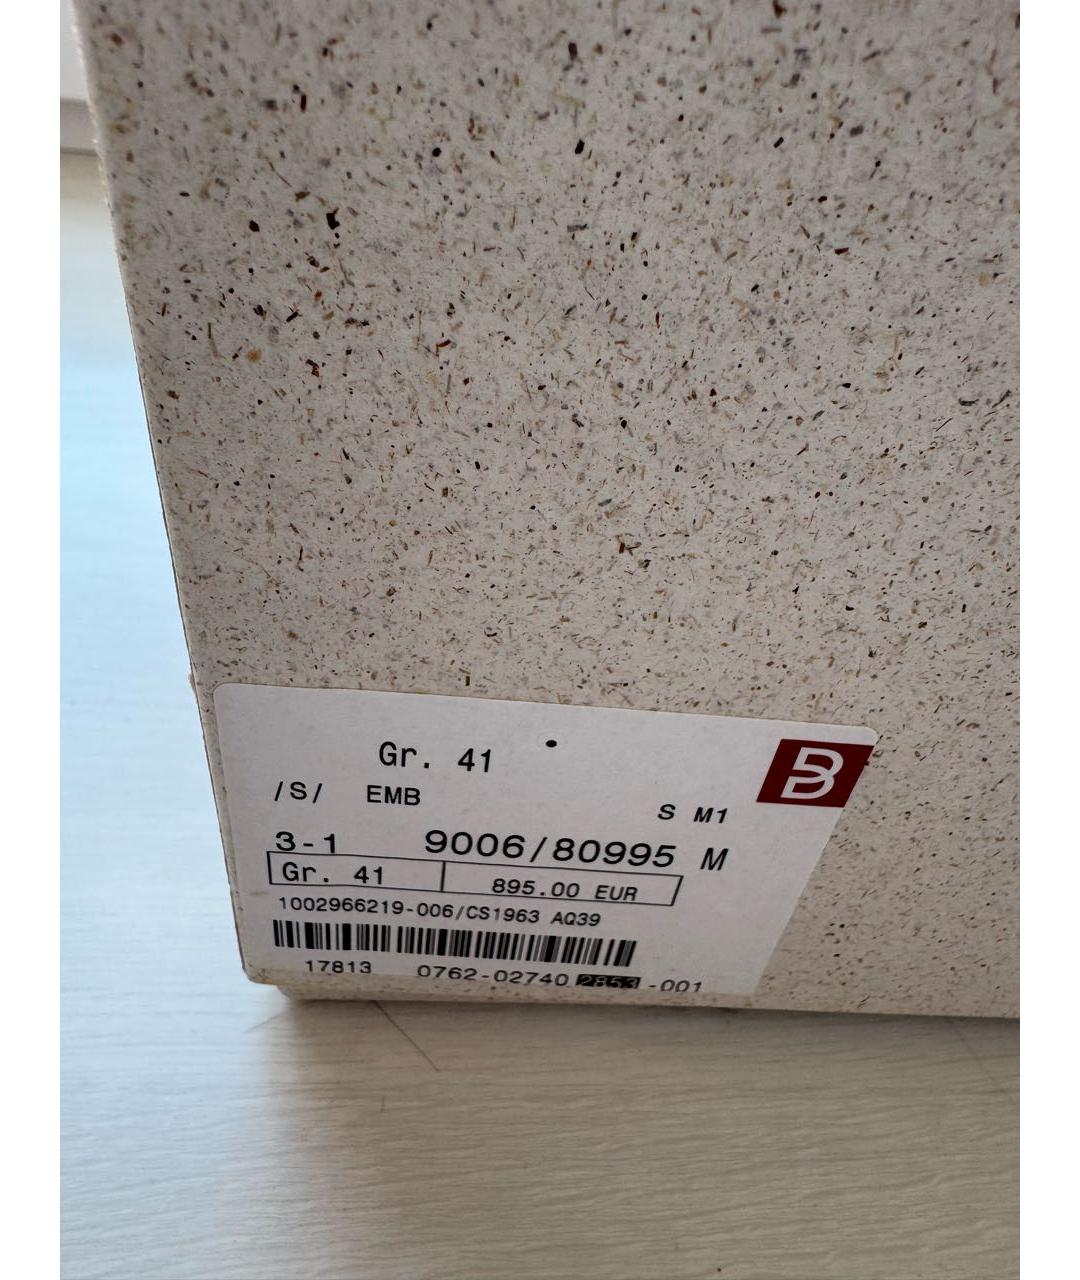 Gr. 41
B
/S/ EMB
S M1
3-1 9006/80995 M
Gr. 41 895.00 EUR
1002966219-006/CS1963 AQ39
17813 0762-02740 2853 -001